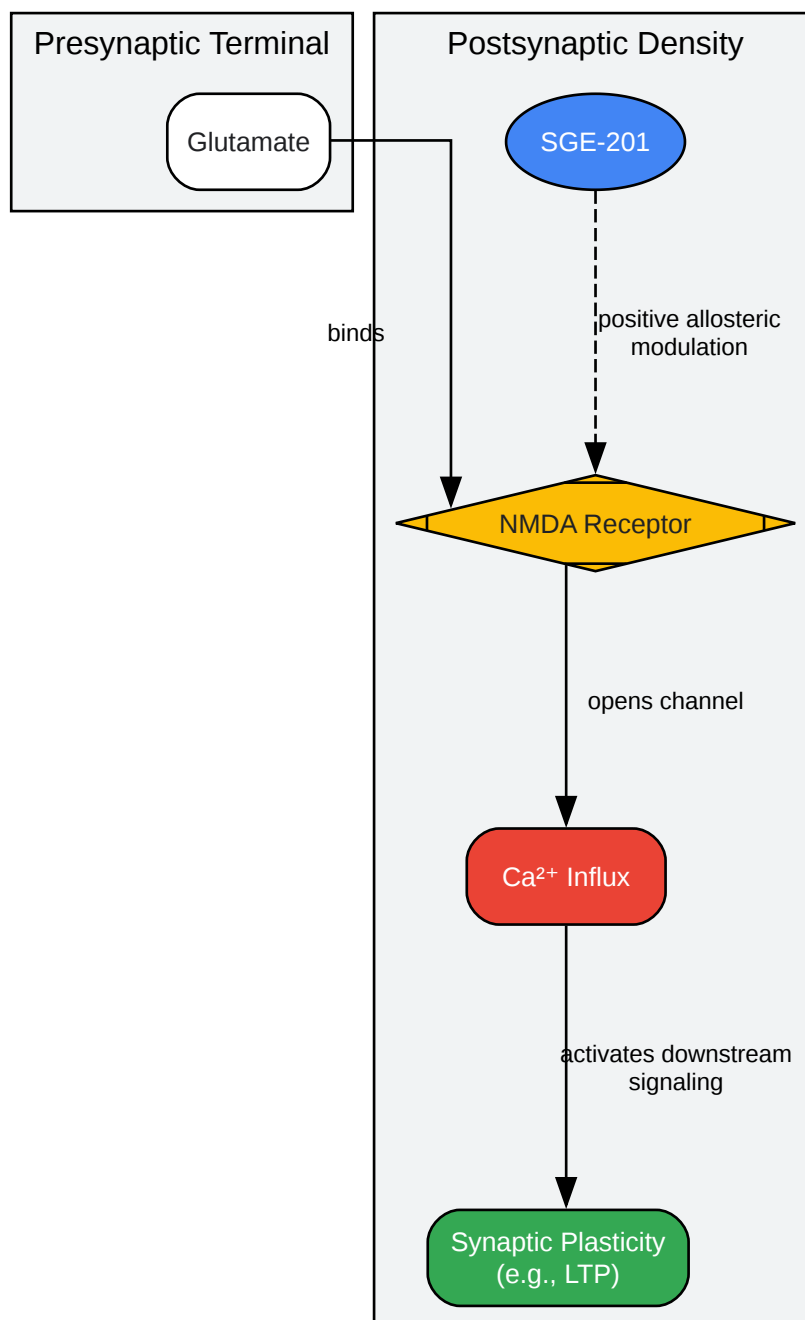 Presynaptic Terminal
Postsynaptic Density
Glutamate
SGE-201
binds
positive allosteric
modulation
NMDA Receptor
opens channel
Ca²⁺ Influx
activates downstream
signaling
Synaptic Plasticity
(e.g., LTP)